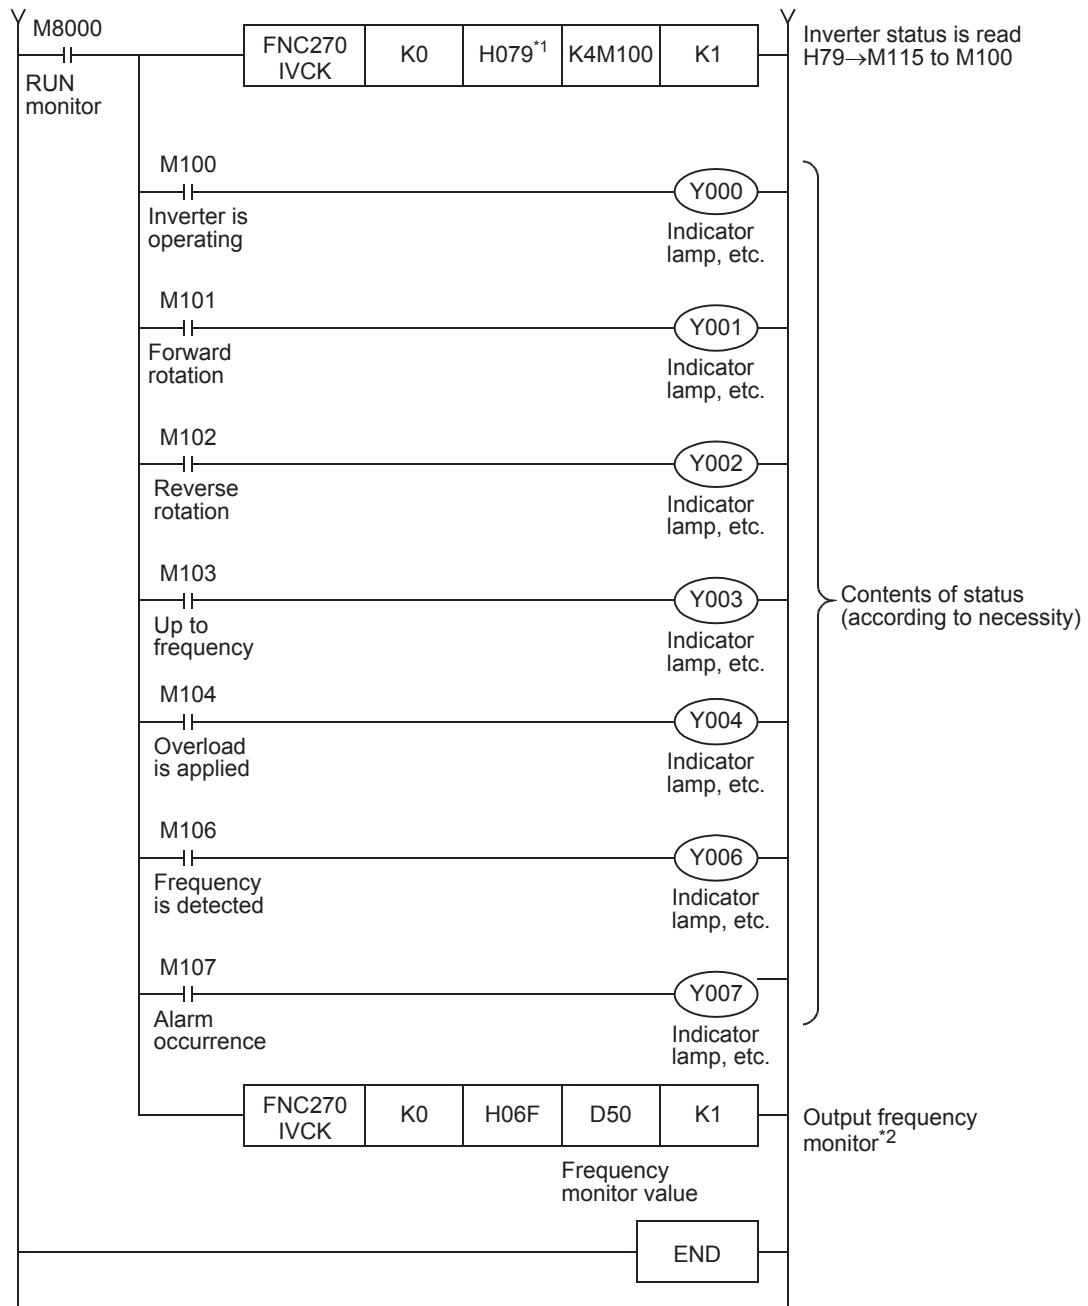 M8000
RUN
monitor
FNC270
IVCK
K0
H079*1
K4M100
K1
Inverter status is read
H79→M115 to M100
M100
Inverter is
operating
Y000
Indicator
lamp, etc.
M101
Forward
rotation
Y001
Indicator
lamp, etc.
M102
Reverse
rotation
Y002
Indicator
lamp, etc.
M103
Up to
frequency
Y003
Indicator
lamp, etc.
Contents of status
(according to necessity)
M104
Overload
is applied
Y004
Indicator
lamp, etc.
M106
Frequency
is detected
Y006
Indicator
lamp, etc.
M107
Alarm
occurrence
Y007
Indicator
lamp, etc.
FNC270
IVCK
K0
H06F
D50
K1
Output frequency
monitor*2
Frequency
monitor value
END